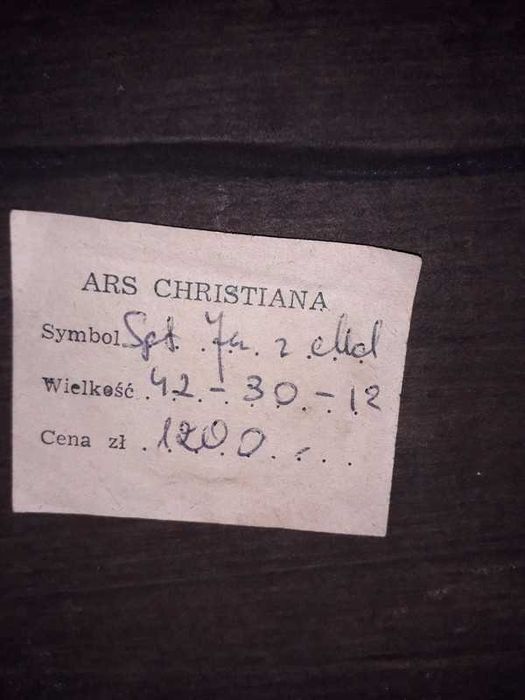 ARS CHRISTIANA
Symbol
Wielkość 42-30-12
Cena zł 1200